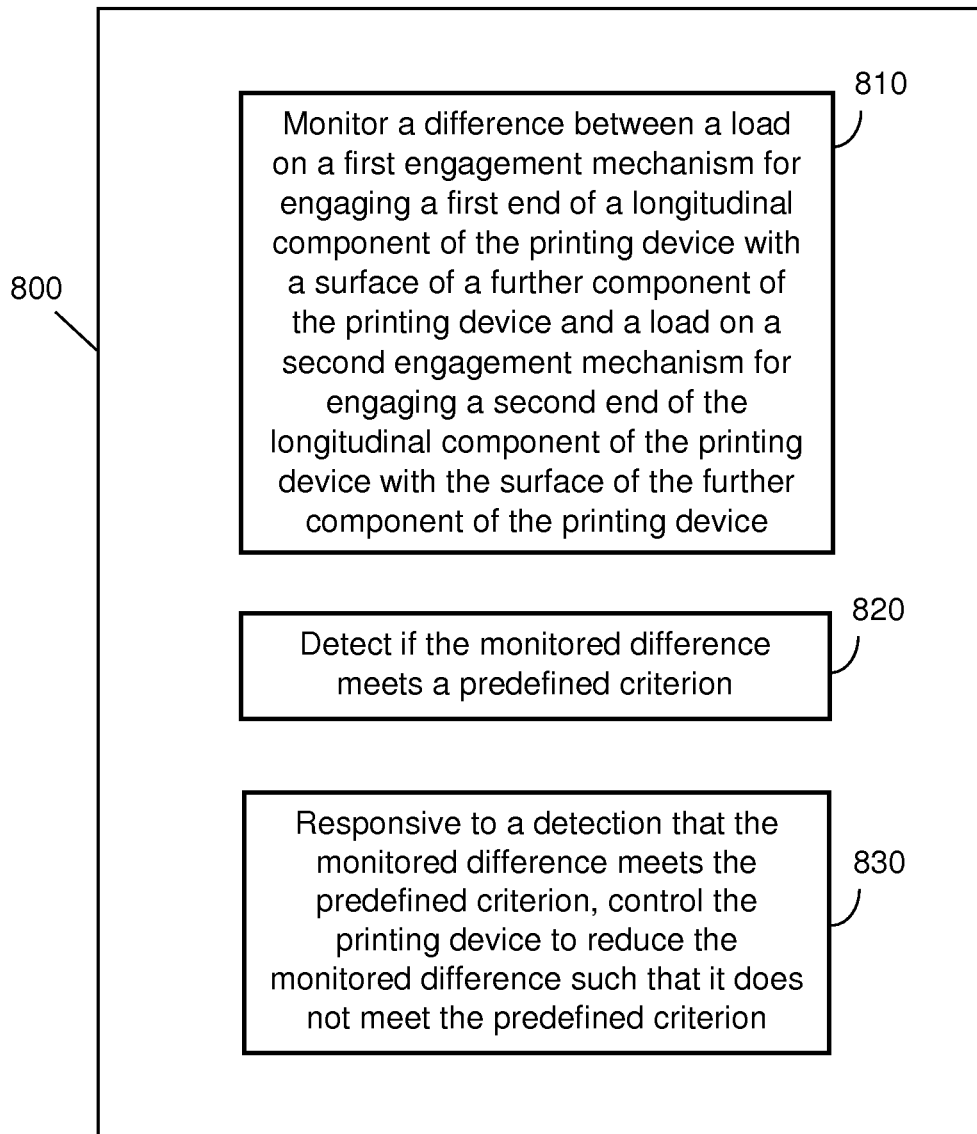 810
Monitor a difference between a load
on a first engagement mechanism for
engaging a first end of a longitudinal
component of the printing device with
a surface of a further component of
the printing device and a load on a
second engagement mechanism for
engaging a second end of the
longitudinal component of the printing
device with the surface of the further
component of the printing device
800
820
Detect if the monitored difference
meets a predefined criterion
830
Responsive to a detection that the
monitored difference meets the
predefined criterion, control the
printing device to reduce the
monitored difference such that it does
not meet the predefined criterion